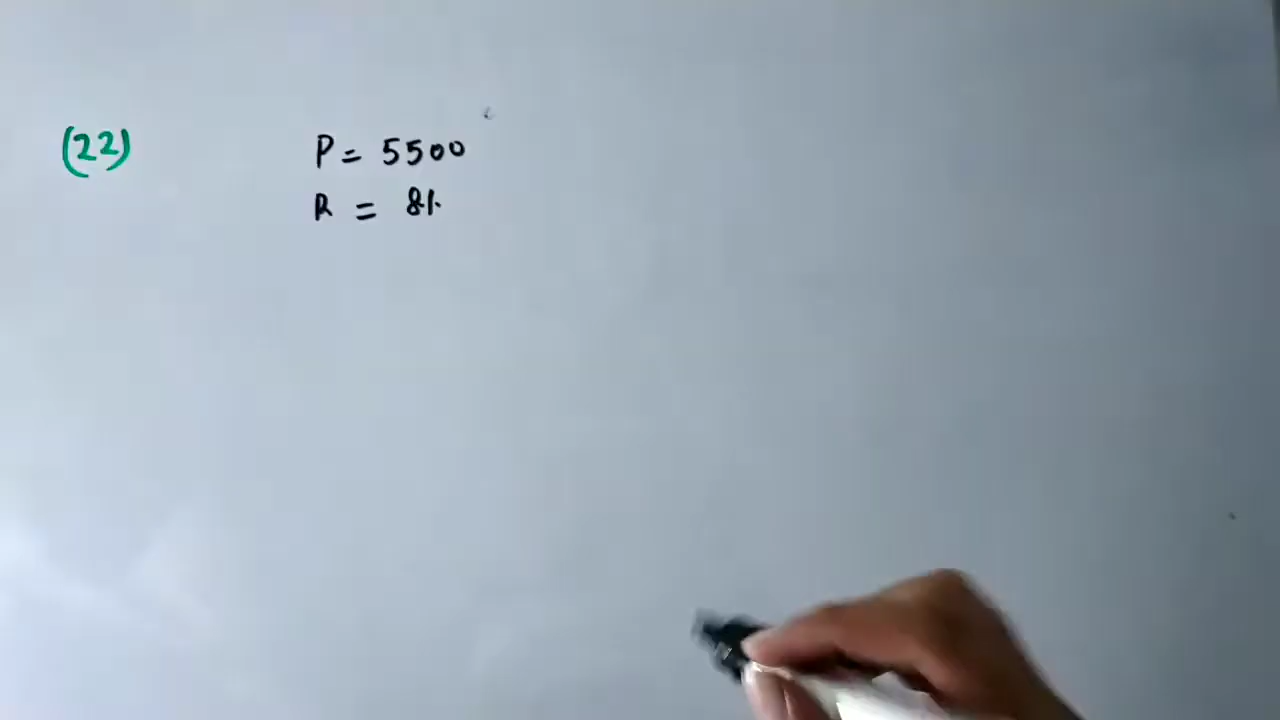 (22) P = 5500
R = 8%